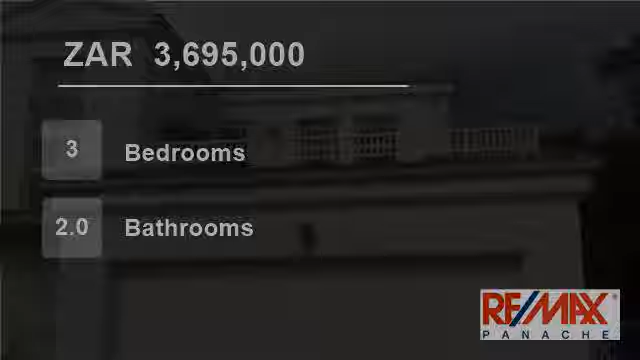 ZAR 3,695,000
3 Bedrooms
2.0 Bathrooms
RE/MAX
PANACHE